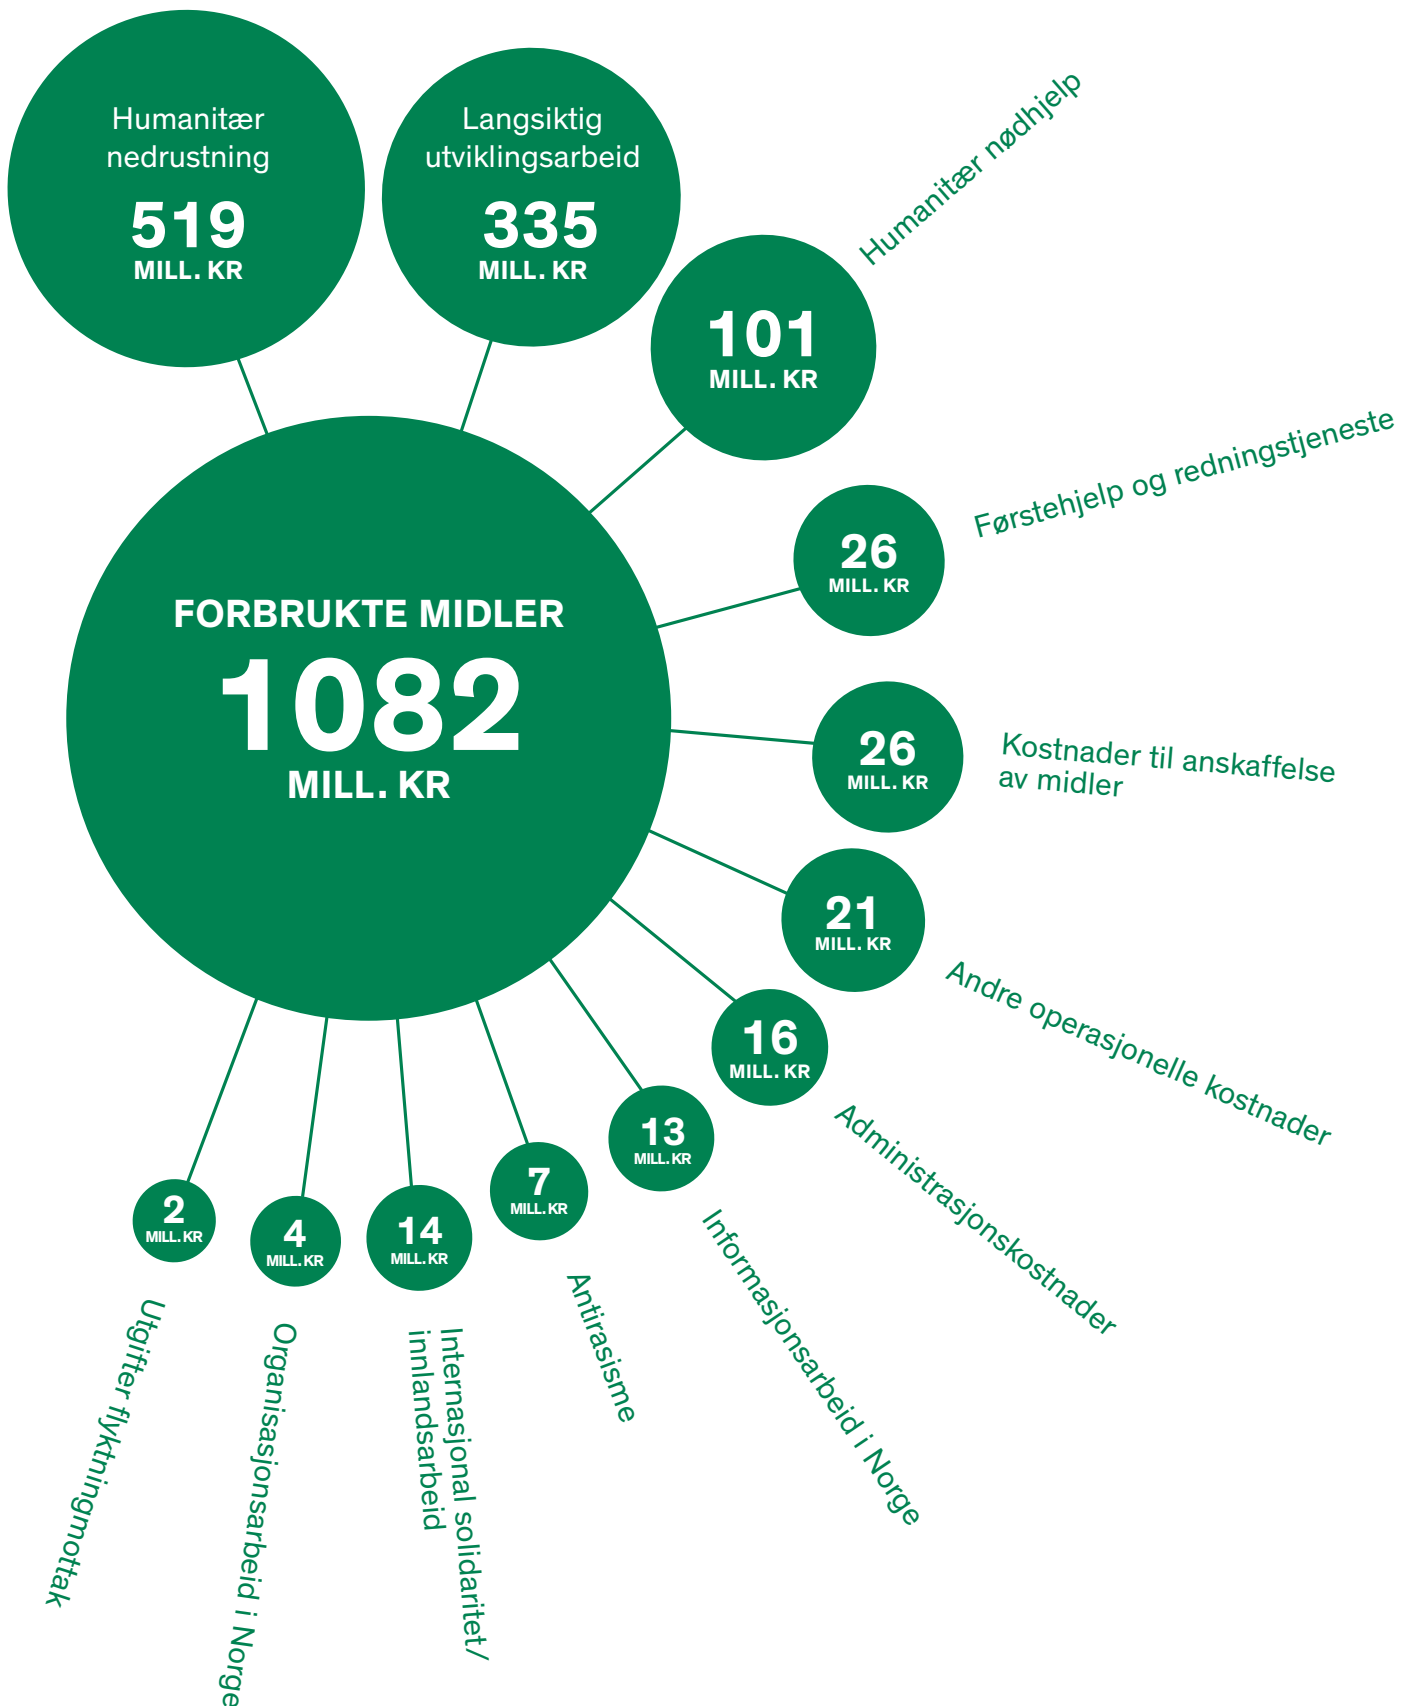 Humanitær
nedrustning
519
MILL. KR
Langsiktig
utviklingsarbeid
335
MILL. KR
Humanitær nødhjelp
101
MILL. KR
Førstehjelp og redningstjeneste
26
MILL. KR
FORBRUKTE MIDLER
1082
MILL. KR
26
MILL. KR
Kostnader til anskaffelse
av midler
21
MILL. KR
Andre operasjonelle kostnader
16
MILL. KR
Administrasjonskostnader
13
MILL. KR
Informasjonsarbeid i Norge
7
MILL. KR
Antirasisme
14
MILL. KR
Internasjonal solidaritet/
innlandsarbeid
4
MILL. KR
Organisasjonsarbeid i Norge
2
MILL. KR
Utgifter flyktningmottak